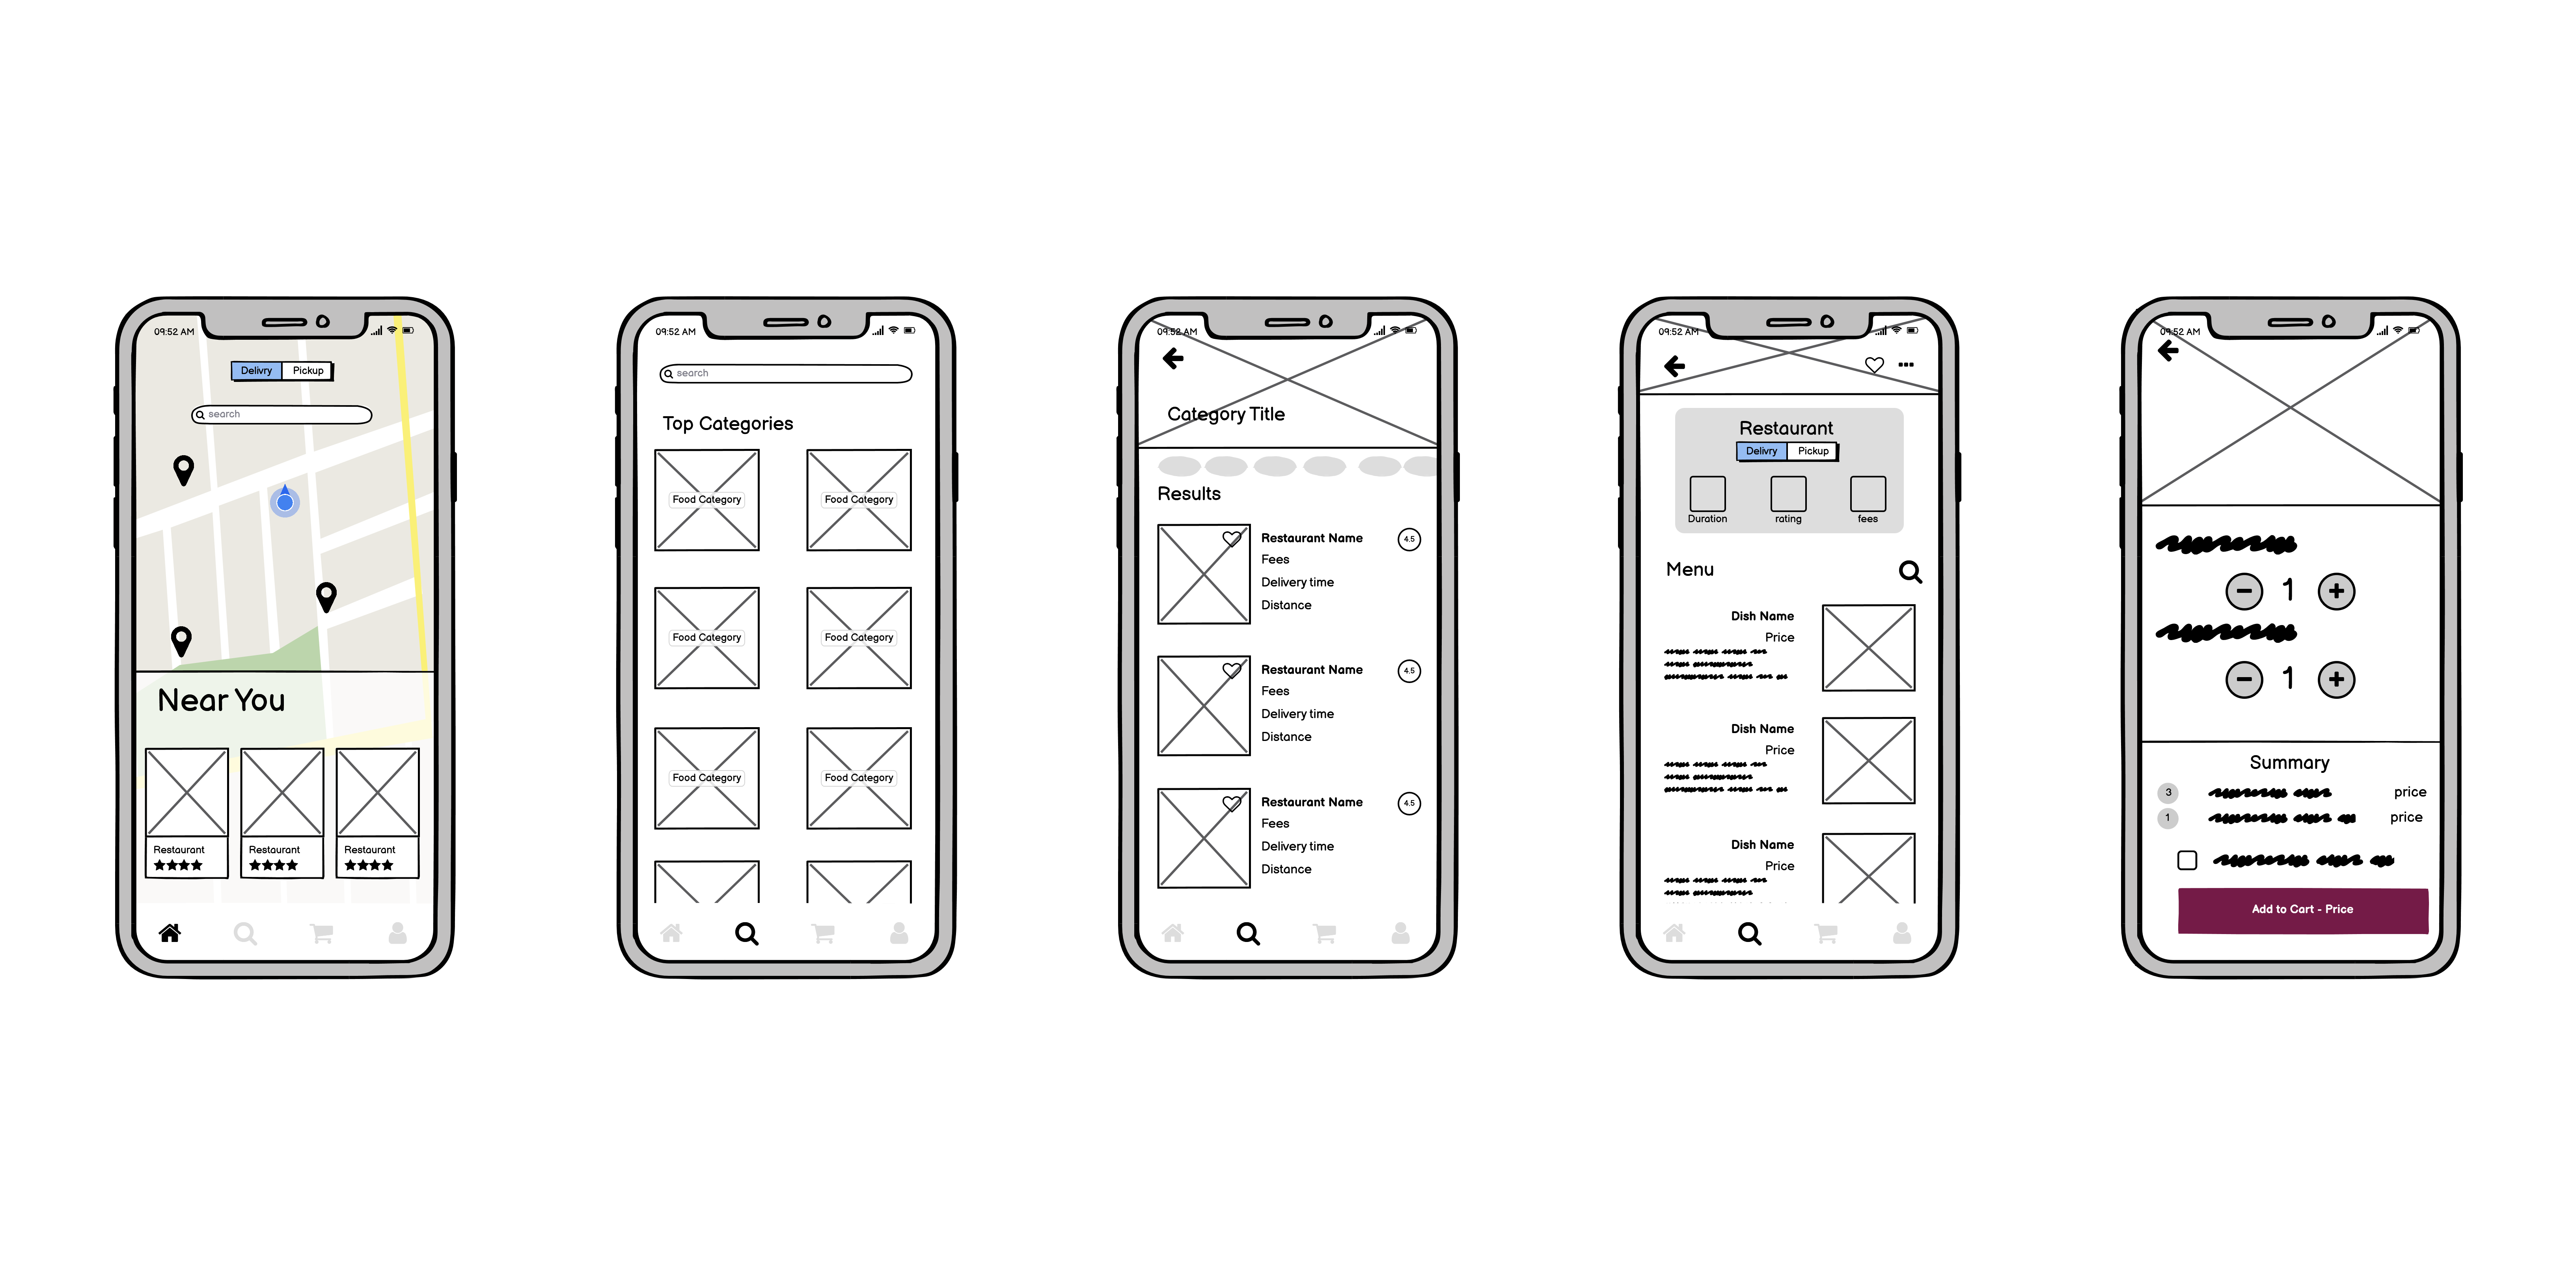 09:52 AM
Delivry Pickup
search
Near You
Restaurant Restaurant Restaurant
09:52 AM
search
Top Categories
Food Category Food Category
Food Category Food Category
Food Category Food Category
09:52 AM
Category Title
Results
Restaurant Name 4.5
Fees
Delivery time
Distance
Restaurant Name 4.5
Fees
Delivery time
Distance
Restaurant Name 4.5
Fees
Delivery time
Distance
09:52 AM
Restaurant
Delivry Pickup
Duration rating fees
Menu
Dish Name
Price
Dish Name
Price
Dish Name
Price
09:52 AM
1
1
Summary
3 price
1 price
Add to Cart - Price